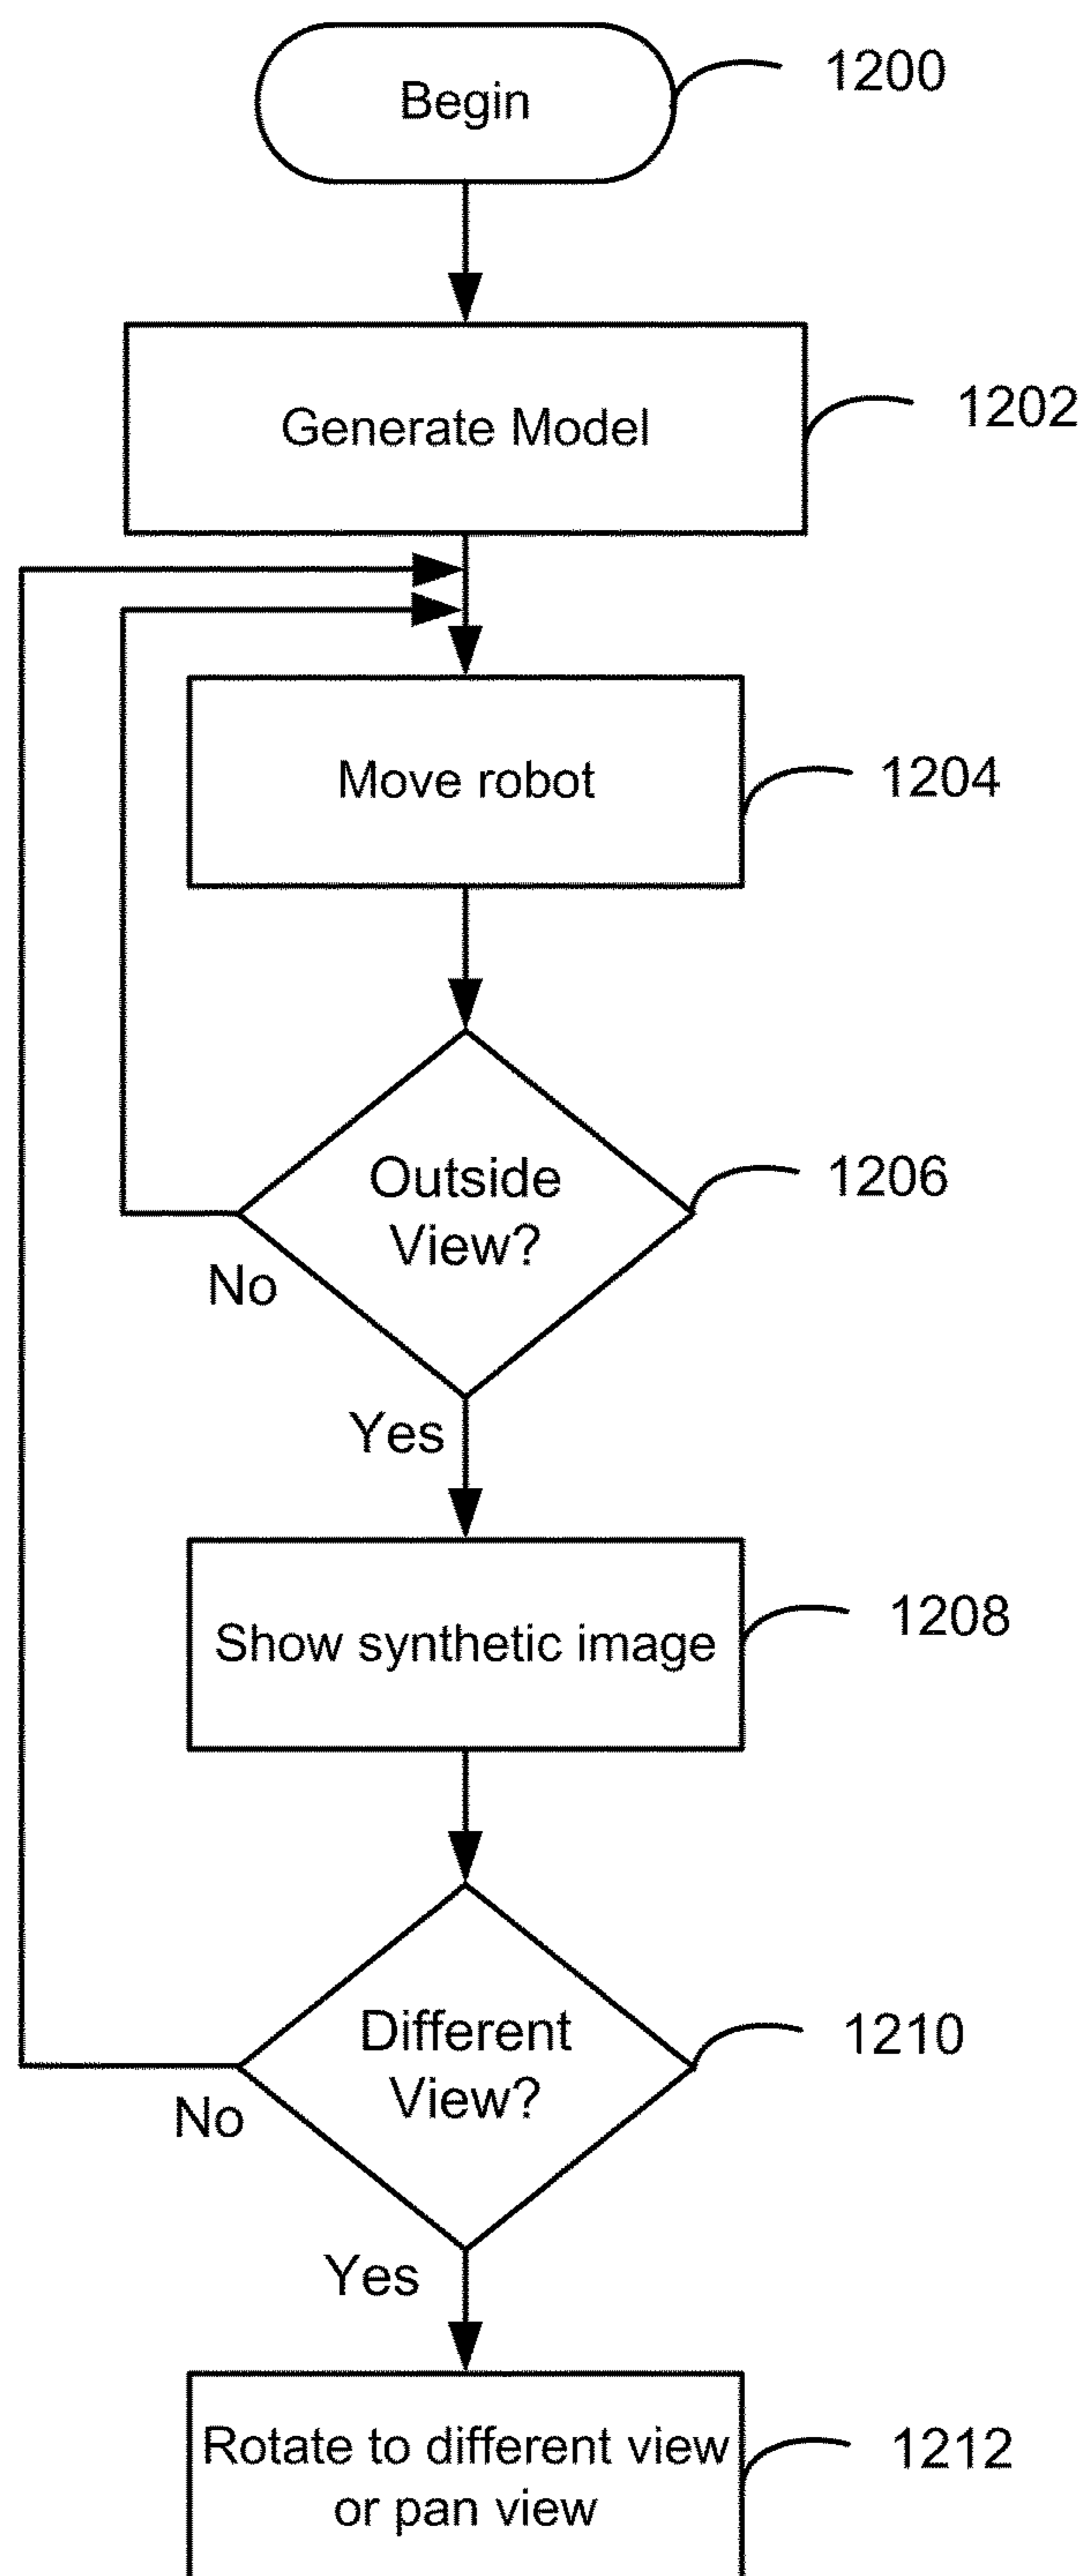 Begin
1200
Generate Model
1202
Move robot
1204
Outside
View?
1206
No
Yes
Show synthetic image
1208
Different
View?
1210
No
Yes
Rotate to different view
or pan view
1212